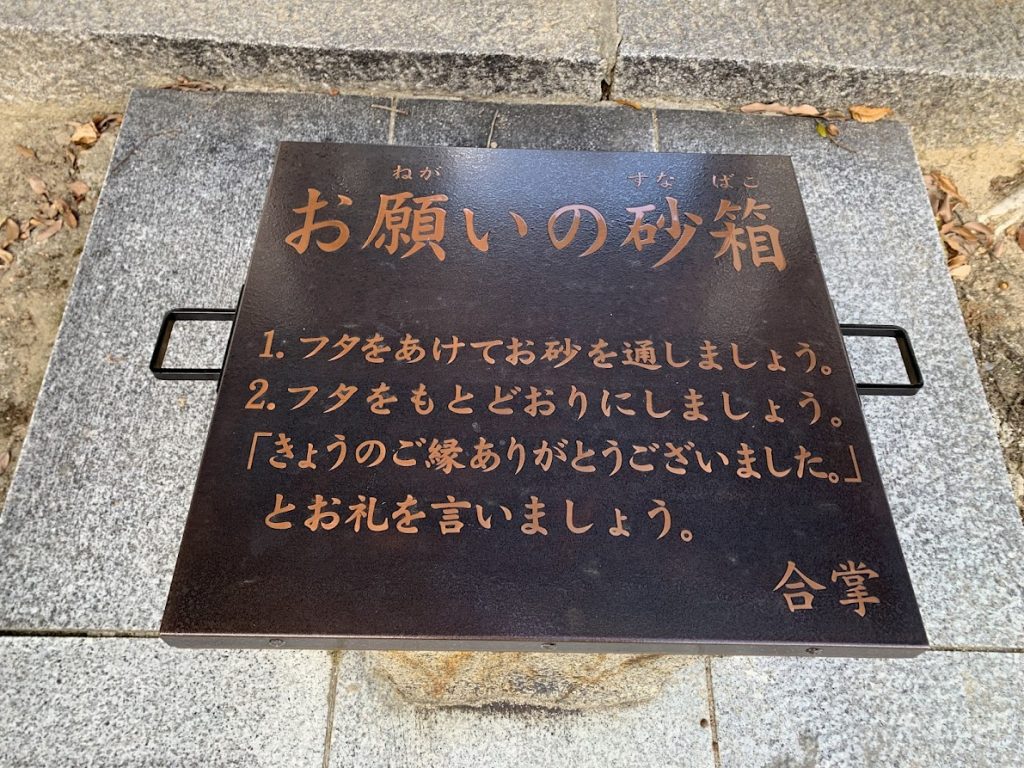 ねが すな ばこ
お願いの砂箱
1.フタをあけてお砂を通しましょう。
2.フタをもとどおりにしましょう。
「きょうのご縁ありがとうございました。」
とお礼を言いましょう。
合掌